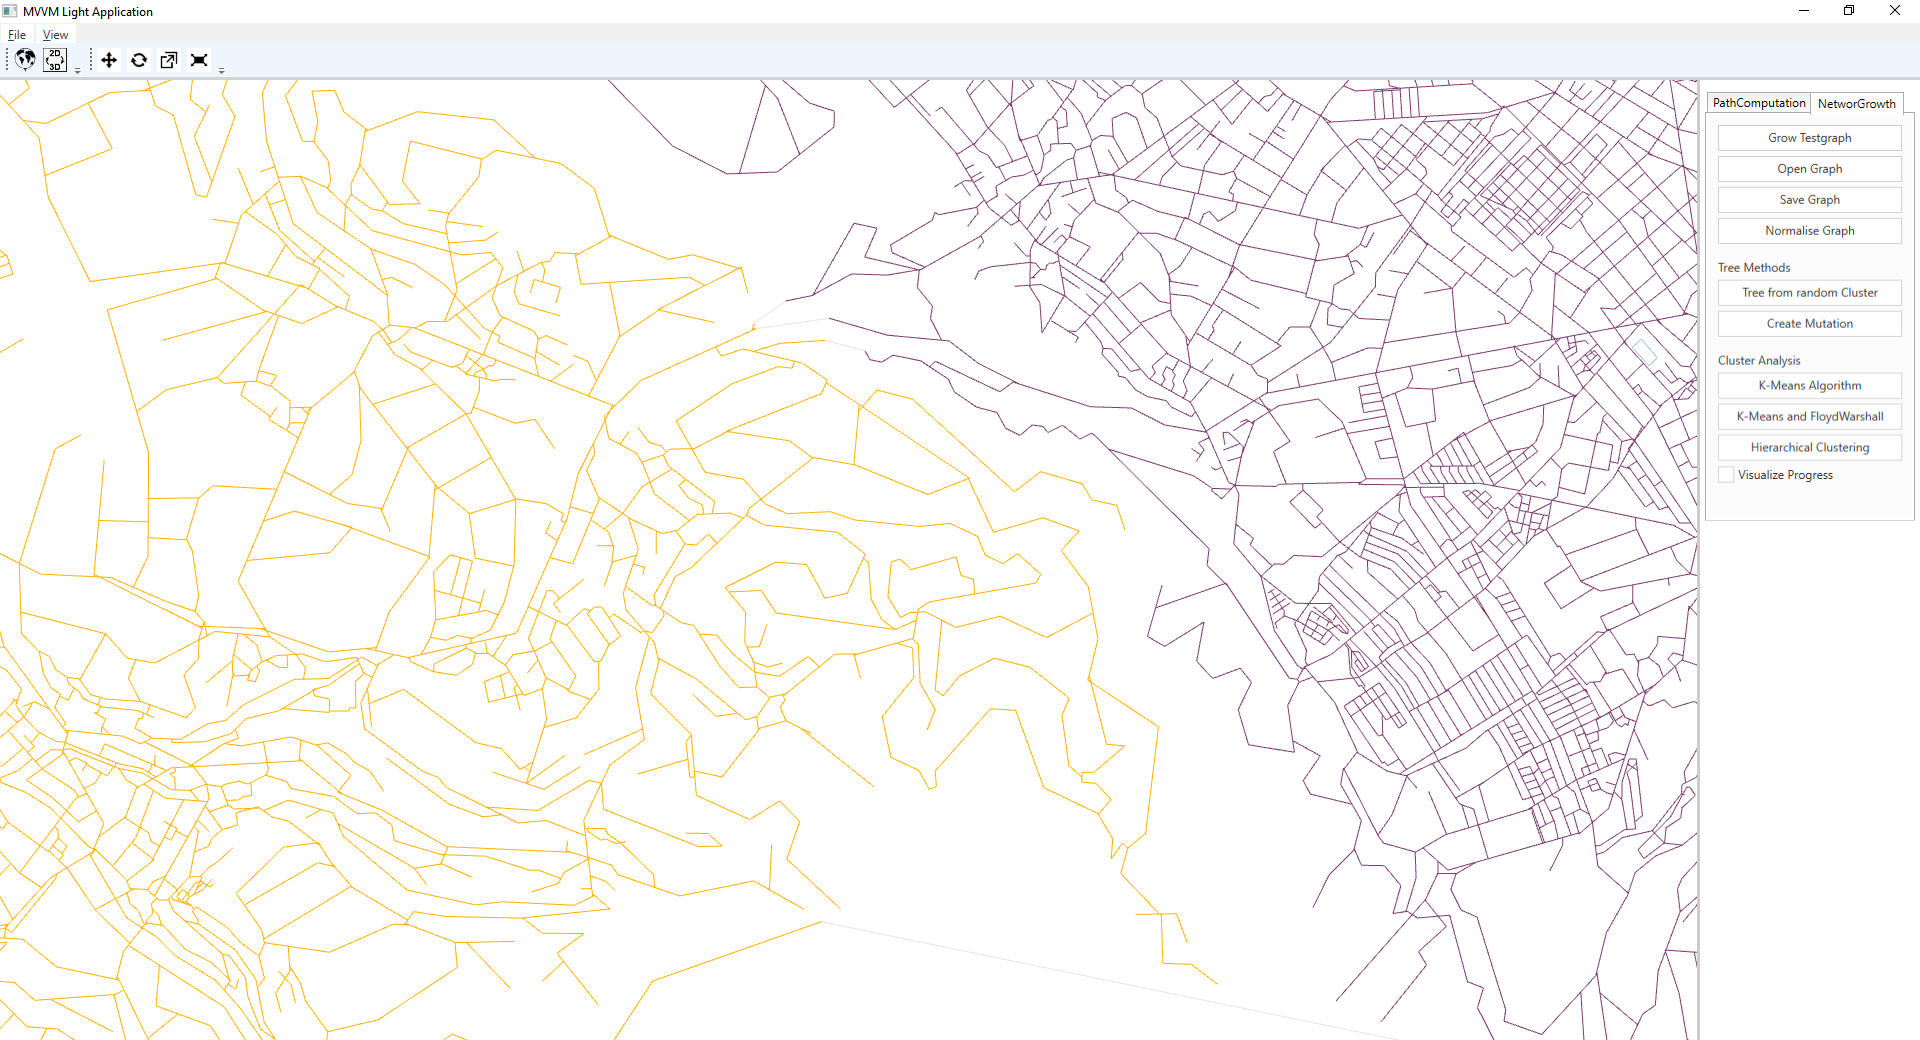 MVVM Light Application
File View
2D
3D
PathComputation NetworGrowth
Grow Testgraph
Open Graph
Save Graph
Normalise Graph
Tree Methods
Tree from random Cluster
Create Mutation
Cluster Analysis
K-Means Algorithm
K-Means and FloydWarshall
Hierarchical Clustering
Visualize Progress